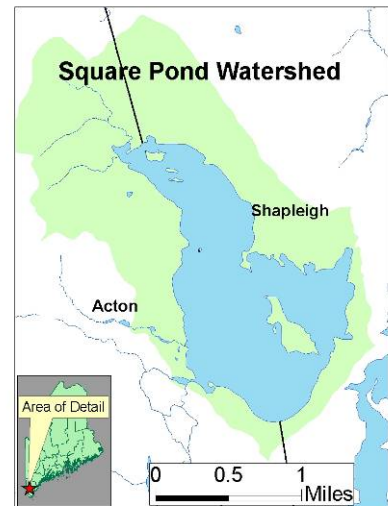 Square Pond Watershed
Shapleigh
Acton
Area of Detail
0 0.5 1
Miles